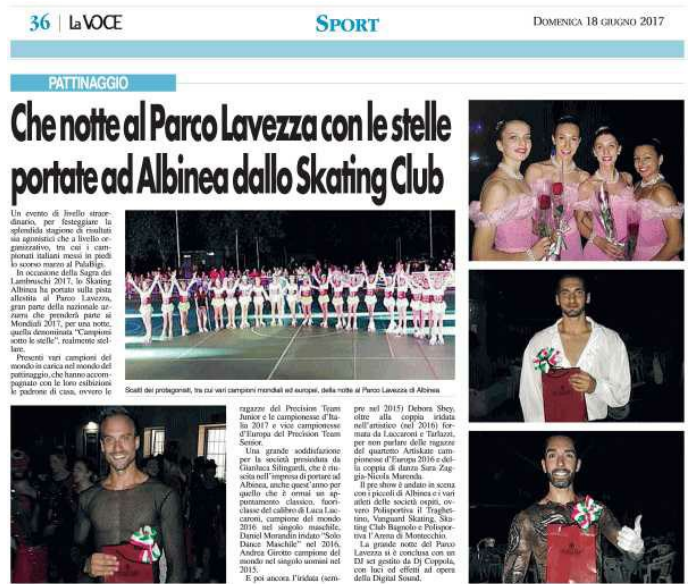 36 | La VOCE
SPORT
DOMENICA 18 GIUGNO 2017
PATTINAGGIO
Che notte al Parco Lavezza con le stelle
portate ad Albinea dallo Skating Club
Un evento di livello straor-
dinario, per festeggiare la
splendida stagione di risultati
sia agonistici che a livello or-
ganizzativo, tra cui i cam-
pionati italiani messi in piedi
lo scorso marzo al PalaBigi.
In occasione della Sagra dei
Lambruschi 2017, lo Skating
Albinea ha portato sulla pista
allestita al Parco Lavezza,
gran parte della nazionale az-
zurra che prenderà parte ai
Mondiali 2017, per una notte,
quella denominata "Campioni
sotto le stelle", realmente stel-
lare.
Presenti vari campioni del
mondo in carica nel mondo del
pattinaggio, che hanno accom-
pagnato con le loro esibizioni
le padrone di casa, ovvero le
Scatti dei protagonisti, tra cui vari campioni mondiali ed europei, della notte al Parco Lavezza di Albinea
ragazze del Precision Team
Junior e le campionesse d'Ita-
lia 2017 e vice campionesse
d'Europa del Precision Team
Senior.
Una grande soddisfazione
per la società presieduta da
Gianluca Silingardi, che è riu-
scita nell'impresa di portare ad
Albinea, anche quest'anno per
quello che è ormai un ap-
puntamento classico, fuori-
classe del calibro di Luca Luc-
caroni, campione del mondo
2016 nel singolo maschile,
Daniel Morandin iridato "Solo
Dance Maschile" nel 2016,
Andrea Girotto campione del
mondo nel singolo uomini nel
2015.
E poi ancora l'iridata (sem-
pre nel 2015) Debora Sbey,
oltre alla coppia iridata
nell'artistico (nel 2016) for-
mata da Luccaroni e Tarlazzi,
per non parlare delle ragazze
del quartetto Artiskate cam-
pionesse d'Europa 2016 e del-
la coppia di danza Sara Zag-
gia-Nicola Marenda.
Il pre show è andato in scena
con i piccoli di Albinea e i vari
atleti delle società ospiti, ov-
vero Polisportiva il Traghet-
tino, Vanguard Skating, Ska-
ting Club Bagnolo e Polispor-
tiva l'Arena di Montecchio.
La grande notte del Parco
Lavezza si è conclusa con un
DJ set gestito da Dj Coppola,
con luci ed effetti ad opera
della Digital Sound.